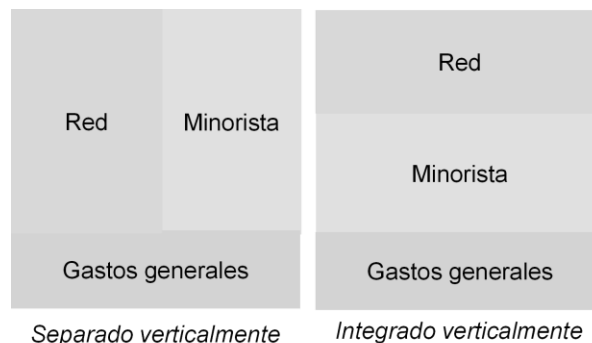 Red
Minorista
Gastos generales
Separado verticalmente
Red
Minorista
Gastos generales
Integrado verticalmente